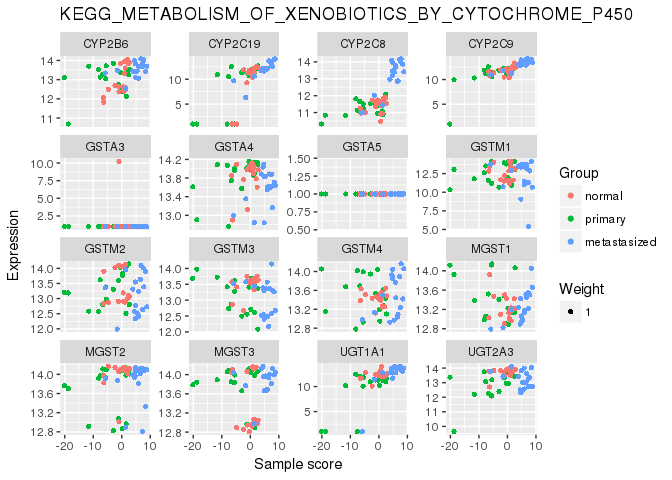 KEGG_METABOLISM_OF_XENOBIOTICS_BY_CYTOCHROME_P450
CYP2B6 CYP2C19 CYP2C8 CYP2C9
14 13 12 11
10 5
14 13 12 11
10 5
GSTA3 GSTA4 GSTA5 GSTM1
10.0 7.5 5.0 2.5
14.2 13.8 13.4 13.0
1.50 1.25 1.00 0.75 0.50
12.5 10.0 7.5 5.0
GSTM2 GSTM3 GSTM4 MGST1
14.0 13.5 13.0 12.5 12.0
14.0 13.5 13.0 12.5 12.0
14.0 13.6 13.2 12.8
14.0 13.6 13.2 12.8
MGST2 MGST3 UGT1A1 UGT2A3
14.0 13.6 13.2 12.8
14.0 13.6 13.2 12.8
10 5
14 13 12 11 10
-20 -10 0 10 -20 -10 0 10 -20 -10 0 10 -20 -10 0 10
Sample score
Expression
Group
normal
primary
metastasized
Weight
1